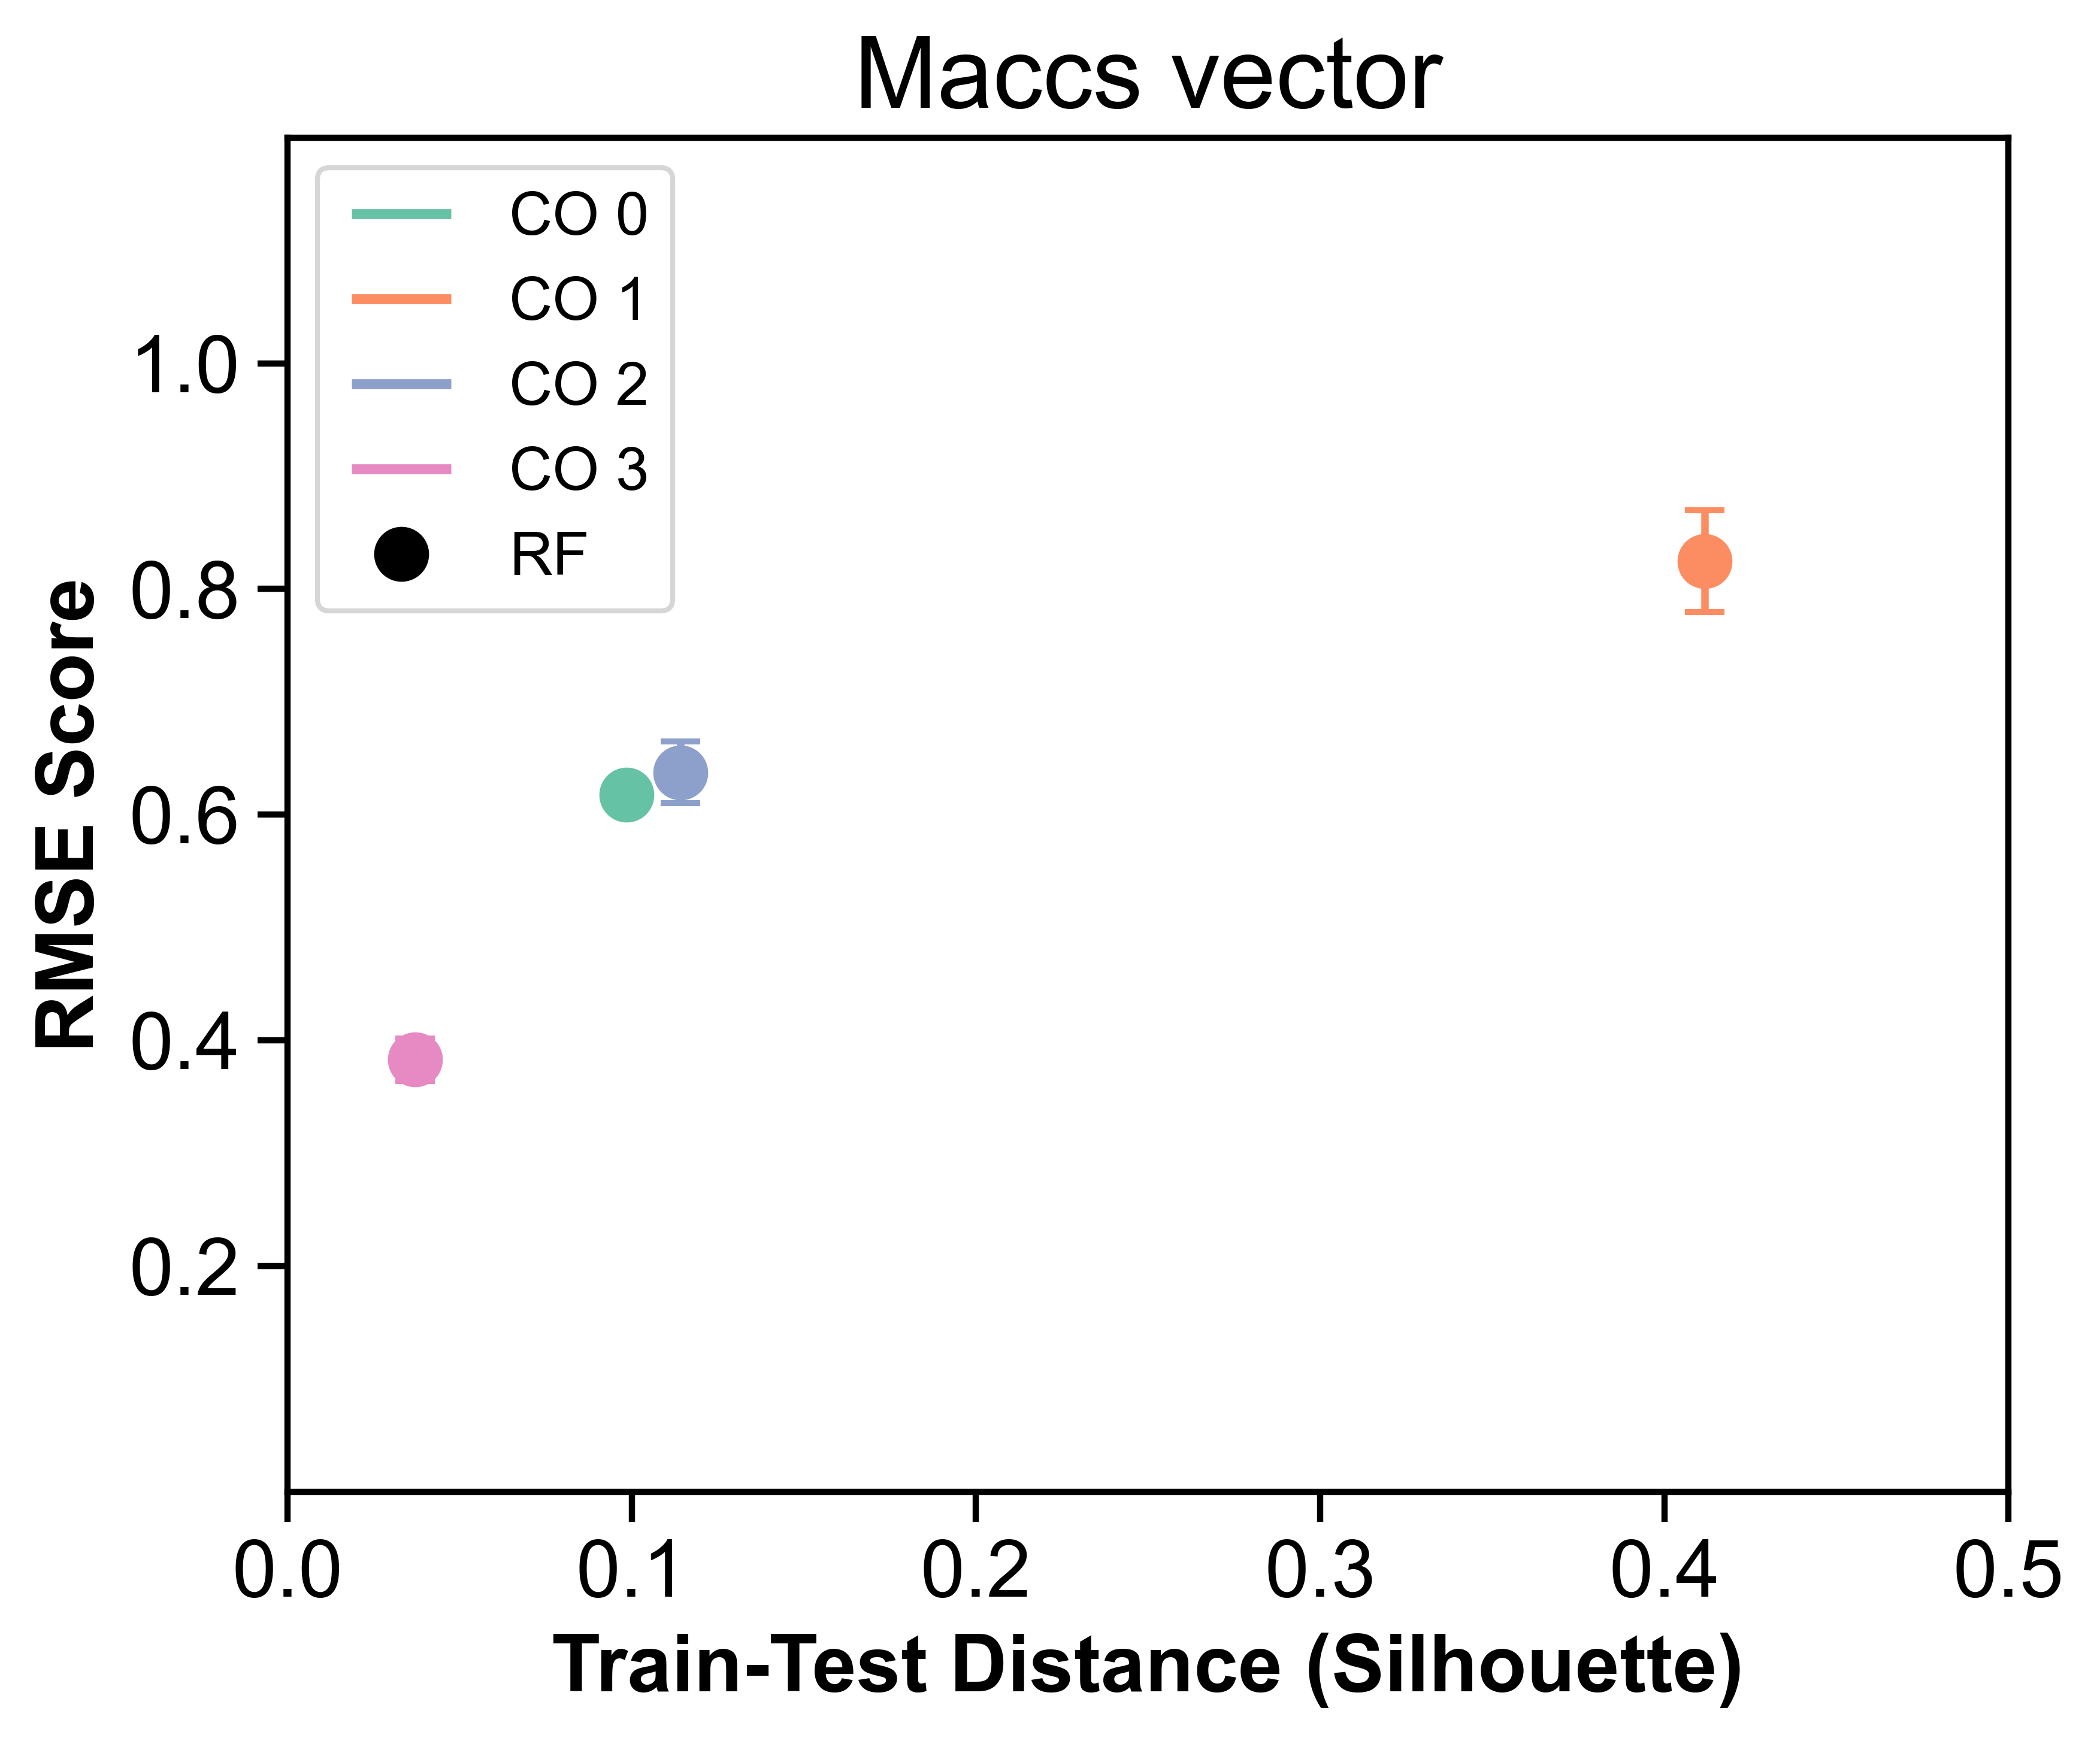 Maccs vector
CO 0
CO 1
CO 2
CO 3
RF
RMSE Score
1.0
0.8
0.6
0.4
0.2
0.0 0.1 0.2 0.3 0.4 0.5
Train-Test Distance (Silhouette)